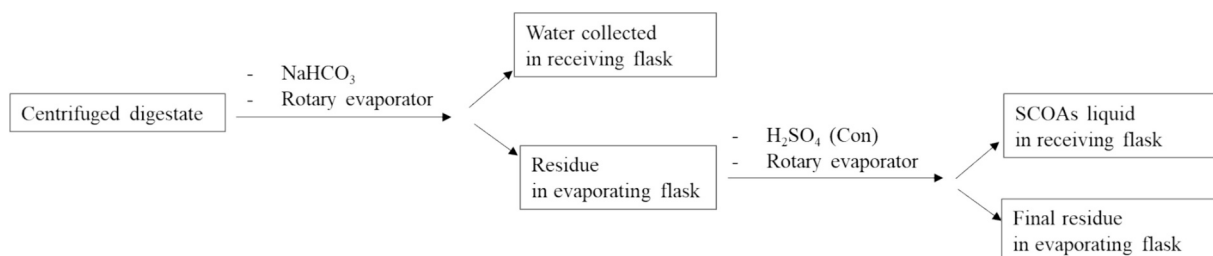 Centrifuged digestate
- NaHCO₃
- Rotary evaporator
Water collected
in receiving flask
Residue
in evaporating flask
- H₂SO₄ (Con)
- Rotary evaporator
SCOAs liquid
in receiving flask
Final residue
in evaporating flask